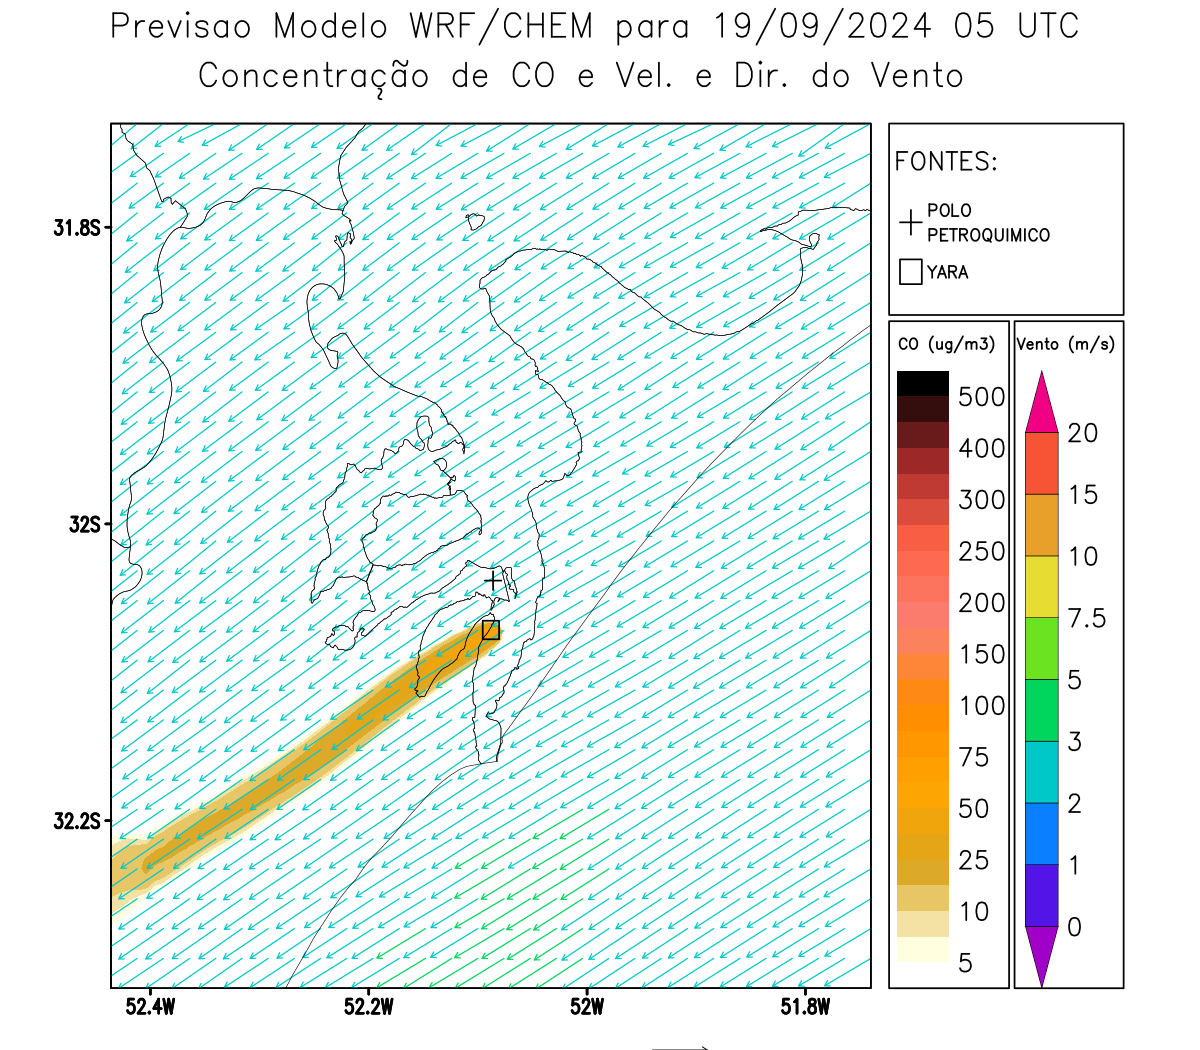 Previsao Modelo WRF/CHEM para 19/09/2024 05 UTC
Concentração de CO e Vel. e Dir. do Vento
FONTES:
POLO
PETROQUIMICO
YARA
CO (ug/m3)
500
400
300
250
200
150
100
75
50
25
10
5
Vento (m/s)
20
15
10
7.5
5
3
2
1
0
31.8S
32S
32.2S
52.4W
52.2W
52W
51.8W